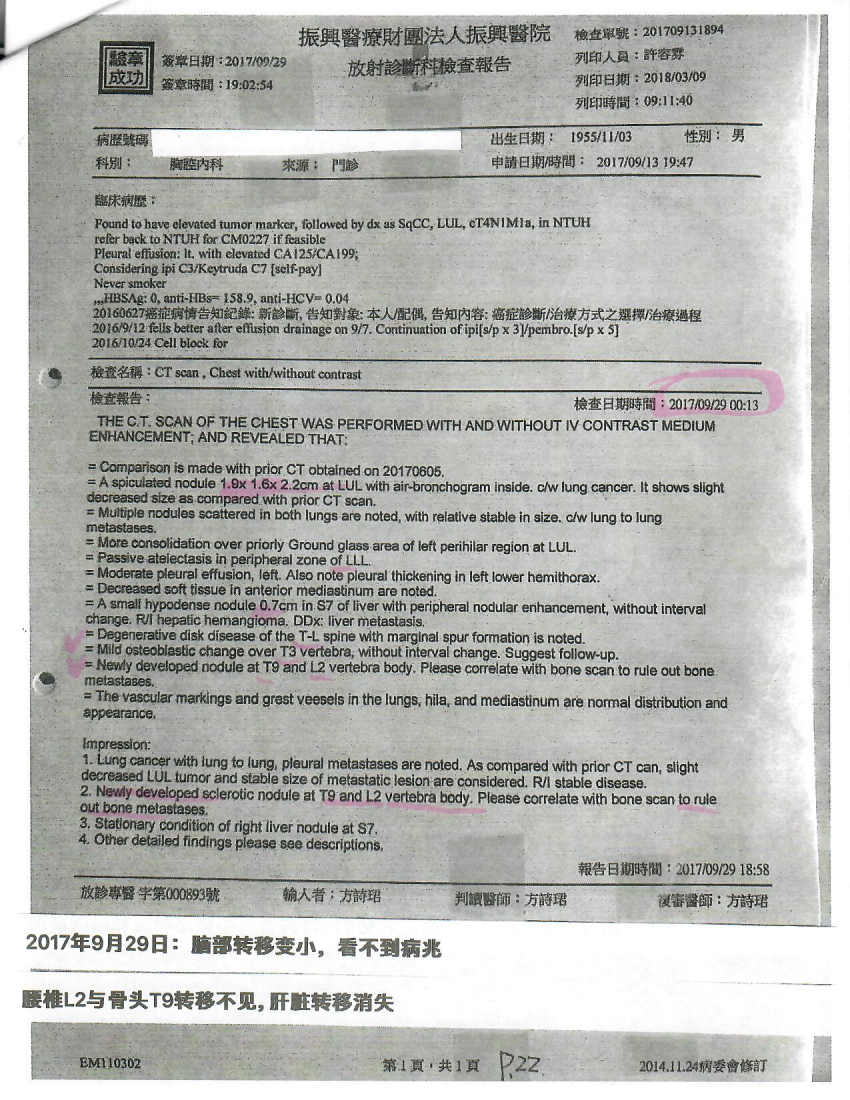 振興醫療財團法人振興醫院
放射診斷科檢查報告
驗章
成功
簽章日期：2017/09/29
簽章時間：19:02:54
檢查單號：201709131894
列印人員：許容
列印日期：2018/03/09
列印時間：09:11:40
病歷號碼 出生日期： 1955/11/03 性別： 男
科別： 胸腔內科 來源： 門診 申請日期/時間： 2017/09/13 19:47
臨床病歷：
Found to have elevated tumor marker, followed by dx as SqCC, LUL, cT4N1M1a, in NTUH
refer back to NTUH for CM0227 if feasible
Pleural effusion: lt. with elevated CA125/CA199;
Considering ipi C3/Keytruda C7 [self-pay]
Never smoker
,,,HBSAg: 0, anti-HBs= 158.9, anti-HCV= 0.04
20160627癌症病情告知紀錄: 新診斷, 告知對象: 本人/配偶, 告知內容: 癌症診斷/治療方式之選擇/治療過程
2016/9/12 fells better after effusion drainage on 9/7. Continuation of ipi[s/p x 3]/pembro.[s/p x 5]
2016/10/24 Cell block for
檢查名稱：CT scan , Chest with/without contrast
檢查報告： 檢查日期時間：2017/09/29 00:13
THE C.T. SCAN OF THE CHEST WAS PERFORMED WITH AND WITHOUT IV CONTRAST MEDIUM
ENHANCEMENT; AND REVEALED THAT:
= Comparison is made with prior CT obtained on 20170605.
= A spiculated nodule 1.9x 1.6x 2.2cm at LUL with air-bronchogram inside. c/w lung cancer. It shows slight
decreased size as compared with prior CT scan.
= Multiple nodules scattered in both lungs are noted, with relative stable in size. c/w lung to lung
metastases.
= More consolidation over priorly Ground glass area of left perihilar region at LUL.
= Passive atelectasis in peripheral zone of LLL.
= Moderate pleural effusion, left. Also note pleural thickening in left lower hemithorax.
= Decreased soft tissue in anterior mediastinum are noted.
= A small hypodense nodule 0.7cm in S7 of liver with peripheral nodular enhancement, without interval
change. R/I hepatic hemangioma. DDx: liver metastasis.
= Degenerative disk disease of the T-L spine with marginal spur formation is noted.
= Mild osteoblastic change over T3 vertebra, without interval change. Suggest follow-up.
= Newly developed nodule at T9 and L2 vertebra body. Please correlate with bone scan to rule out bone
metastases.
= The vascular markings and grest veesels in the lungs, hila, and mediastinum are normal distribution and
appearance.
Impression:
1. Lung cancer with lung to lung, pleural metastases are noted. As compared with prior CT can, slight
decreased LUL tumor and stable size of metastatic lesion are considered. R/I stable disease.
2. Newly developed sclerotic nodule at T9 and L2 vertebra body. Please correlate with bone scan to rule
out bone metastases.
3. Stationary condition of right liver nodule at S7.
4. Other detailed findings please see descriptions.
報告日期時間：2017/09/29 18:58
放診專醫 字第000893號 輸入者：方詩珺 判讀醫師：方詩珺 複審醫師：方詩珺
2017年9月29日：脑部转移变小，看不到病兆
腰椎L2与骨头T9转移不见,肝脏转移消失
EM110302 第1頁，共1頁 P.22 2014.11.24病委會修訂